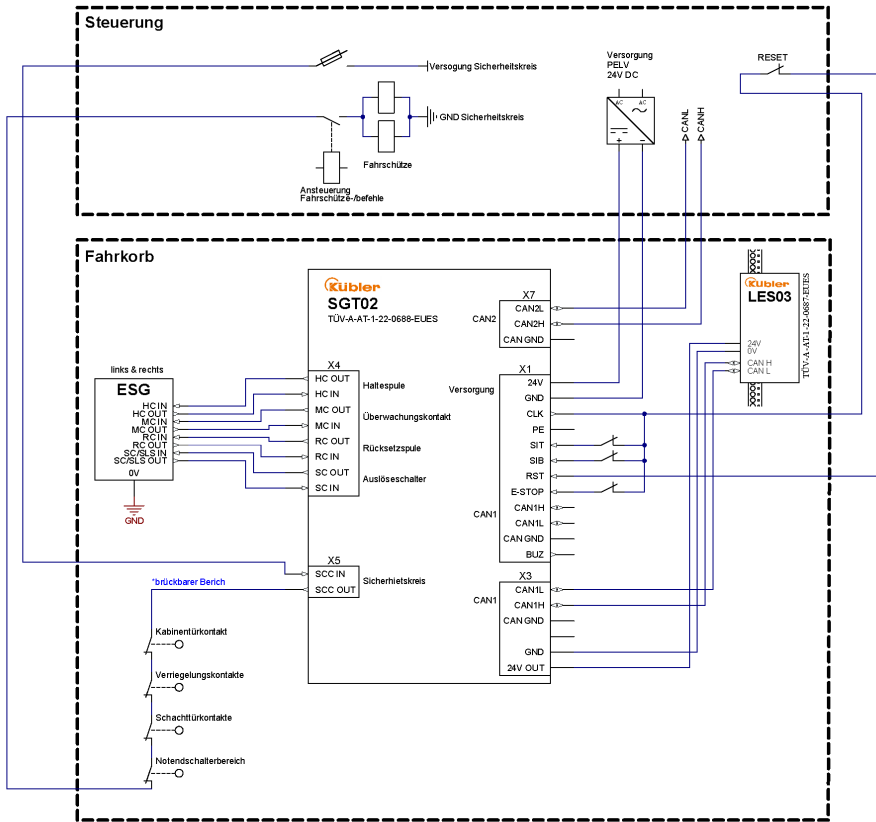 Steuerung
Versogung Sicherheitskreis
GND Sicherheitskreis
Fahrschütze
Ansteuerung
Fahrschütze-/befehle
Versorgung
PELV
24V DC
AC
AC
+
-
CANL
CANH
RESET
Fahrkorb
Kübler
SGT02
TÜV-A-AT-1-22-0688-EUES
X7
CAN2
CAN2L
CAN2H
CAN GND
X4
HC OUT
HC IN
MC OUT
MC IN
RC OUT
RC IN
SC OUT
SC IN
Haltespule
Überwachungskontakt
Rücksetzspule
Auslöseschalter
X1
Versorgung
24V
GND
CLK
PE
SIT
SIB
RST
E-STOP
CAN1
CAN1H
CAN1L
CAN GND
BUZ
X3
CAN1
CAN1L
CAN1H
CAN GND
GND
24V OUT
X5
SCC IN
SCC OUT
Sicherhietskreis
links & rechts
ESG
HC IN
HC OUT
MC IN
MC OUT
RC IN
RC OUT
SC/SLS IN
SC/SLS OUT
0V
GND
Kübler
LES03
TÜV-A-AT-1-22-0687-EUES
24V
0V
CAN H
CAN L
*brückbarer Berich
Kabinentürkontakt
Verriegelungskontakte
Schachttürkontakte
Notendschalterbereich